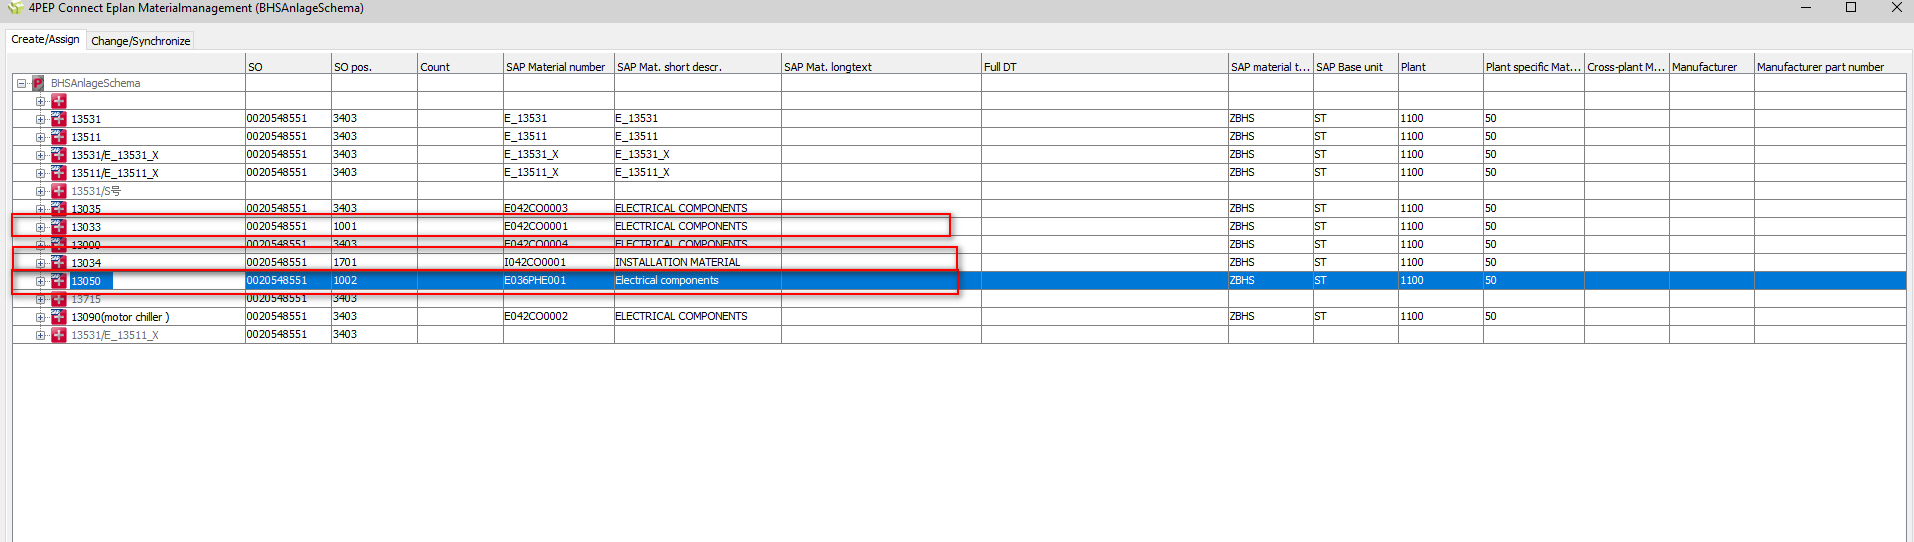 4PEP Connect Eplan Materialmanagement (BHSAnlageSchema)
Create/Assign Change/Synchronize
SO SO pos. Count SAP Material number SAP Mat. short descr. SAP Mat. longtext Full DT SAP material t... SAP Base unit Plant Plant specific Mat... Cross-plant M... Manufacturer Manufacturer part number
BHSAnlageSchema
13531 0020548551 3403 E_13531 E_13531 ZBHS ST 1100 50
13511 0020548551 3403 E_13511 E_13511 ZBHS ST 1100 50
13531/E_13531_X 0020548551 3403 E_13531_X E_13531_X ZBHS ST 1100 50
13511/E_13511_X 0020548551 3403 E_13511_X E_13511_X ZBHS ST 1100 50
13531/S号
13035 0020548551 3403 E042CO0003 ELECTRICAL COMPONENTS ZBHS ST 1100 50
13033 0020548551 1001 E042CO0001 ELECTRICAL COMPONENTS ZBHS ST 1100 50
13000 0020548551 3403 E042CO0004 ELECTRICAL COMPONENTS ZBHS ST 1100 50
13034 0020548551 1701 I042CO0001 INSTALLATION MATERIAL ZBHS ST 1100 50
13050 0020548551 1002 E036PHE001 Electrical components ZBHS ST 1100 50
13715 0020548551 3403
13090(motor chiller ) 0020548551 3403 E042CO0002 ELECTRICAL COMPONENTS ZBHS ST 1100 50
13531/E_13511_X 0020548551 3403